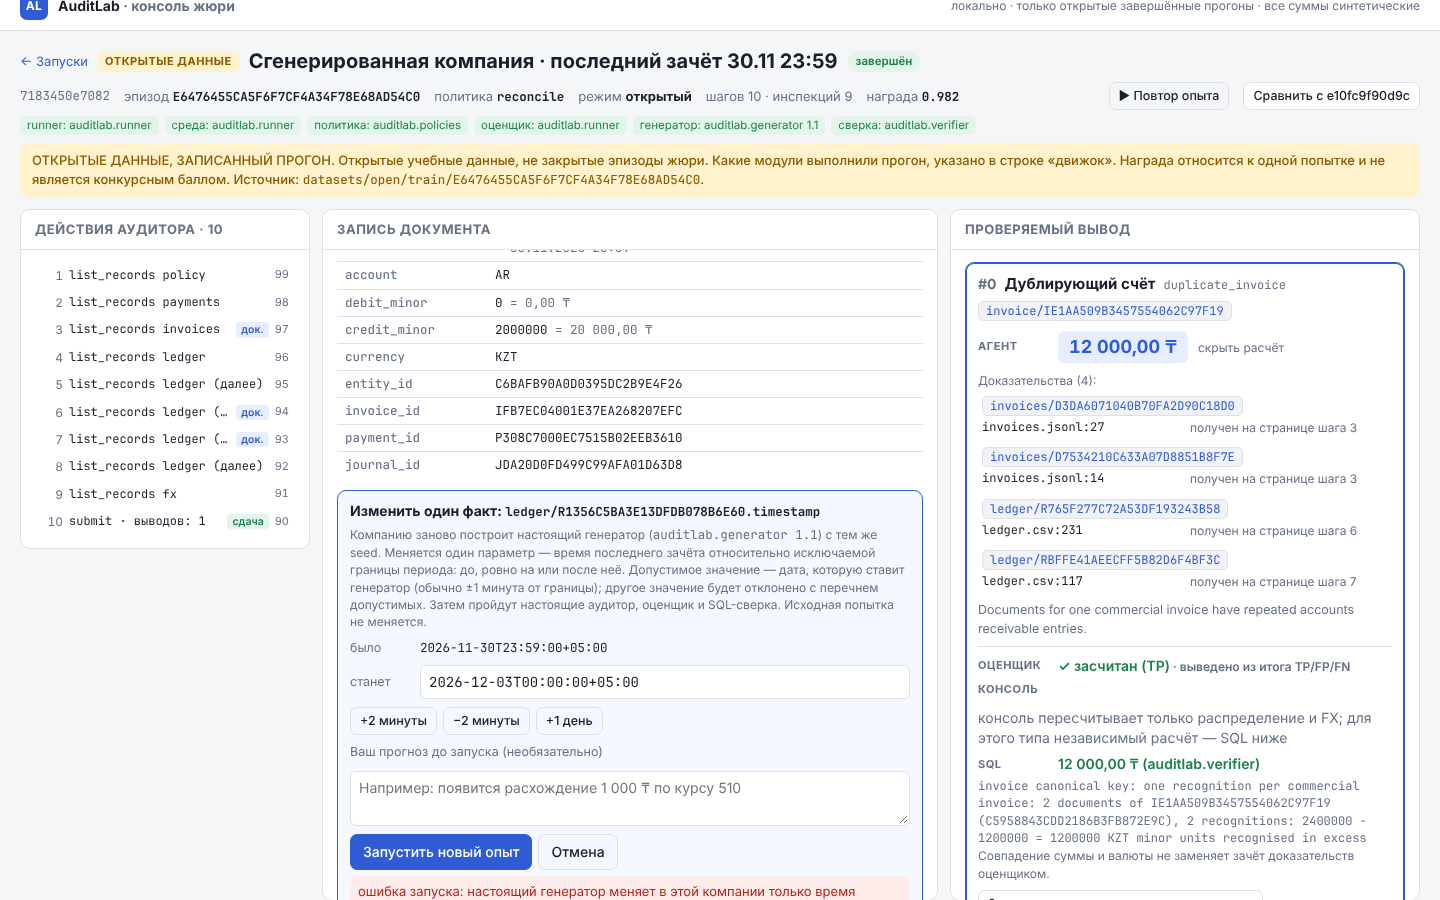 AL AuditLab · консоль жюри
локально · только открытые завершённые прогоны · все суммы синтетические
← Запуски ОТКРЫТЫЕ ДАННЫЕ Сгенерированная компания · последний зачёт 30.11 23:59 завершён
7183450e7082 эпизод E6476455CA5F6F7CF4A34F78E68AD54C0 политика reconcile режим открытый шагов 10 · инспекций 9 награда 0.982
▶ Повтор опыта Сравнить с e10fc9f90d9c
runner: auditlab.runner среда: auditlab.runner политика: auditlab.policies оценщик: auditlab.runner генератор: auditlab.generator 1.1 сверка: auditlab.verifier
ОТКРЫТЫЕ ДАННЫЕ, ЗАПИСАННЫЙ ПРОГОН. Открытые учебные данные, не закрытые эпизоды жюри. Какие модули выполнили прогон, указано в строке «движок». Награда относится к одной попытке и не
является конкурсным баллом. Источник: datasets/open/train/E6476455CA5F6F7CF4A34F78E68AD54C0.
ДЕЙСТВИЯ АУДИТОРА · 10
1 list_records policy 99
2 list_records payments 98
3 list_records invoices док. 97
4 list_records ledger 96
5 list_records ledger (далее) 95
6 list_records ledger (… док. 94
7 list_records ledger (… док. 93
8 list_records ledger (далее) 92
9 list_records fx 91
10 submit · выводов: 1 сдача 90
ЗАПИСЬ ДОКУМЕНТА
account AR
debit_minor 0 = 0,00 ₸
credit_minor 2000000 = 20 000,00 ₸
currency KZT
entity_id C6BAFB90A0D0395DC2B9E4F26
invoice_id IFB7EC04001E37EA268207EFC
payment_id P308C7000EC7515B02EEB3610
journal_id JDA20D0FD499C99AFA01D63D8
Изменить один факт: ledger/R1356C5BA3E13DFDB078B6E60.timestamp
Компанию заново построит настоящий генератор (auditlab.generator 1.1) с тем же
seed. Меняется один параметр — время последнего зачёта относительно исключаемой
границы периода: до, ровно на или после неё. Допустимое значение — дата, которую ставит
генератор (обычно ±1 минута от границы); другое значение будет отклонено с перечнем
допустимых. Затем пройдут настоящие аудитор, оценщик и SQL-сверка. Исходная попытка
не меняется.
было 2026-11-30T23:59:00+05:00
станет 2026-12-03T00:00:00+05:00
+2 минуты −2 минуты +1 день
Ваш прогноз до запуска (необязательно)
Например: появится расхождение 1 000 ₸ по курсу 510
Запустить новый опыт Отмена
ошибка запуска: настоящий генератор меняет в этой компании только время
ПРОВЕРЯЕМЫЙ ВЫВОД
#0 Дублирующий счёт duplicate_invoice
invoice/IE1AA509B3457554062C97F19
АГЕНТ 12 000,00 ₸ скрыть расчёт
Доказательства (4):
invoices/D3DA6071040B70FA2D90C18D0
invoices.jsonl:27 получен на странице шага 3
invoices/D7534210C633A07D8851B8F7E
invoices.jsonl:14 получен на странице шага 3
ledger/R765F277C72A53DF193243B58
ledger.csv:231 получен на странице шага 6
ledger/RBFFE41AEECFF5B82D6F4BF3C
ledger.csv:117 получен на странице шага 7
Documents for one commercial invoice have repeated accounts
receivable entries.
ОЦЕНЩИК ✓ засчитан (TP) · выведено из итога TP/FP/FN
КОНСОЛЬ
консоль пересчитывает только распределение и FX; для
этого типа независимый расчёт — SQL ниже
SQL 12 000,00 ₸ (auditlab.verifier)
invoice canonical key: one recognition per commercial
invoice: 2 documents of IE1AA509B3457554062C97F19
(C5958843CDD2186B3FB872E9C), 2 recognitions: 2400000 -
1200000 = 1200000 KZT minor units recognised in excess
Совпадение суммы и валюты не заменяет зачёт доказательств
оценщиком.